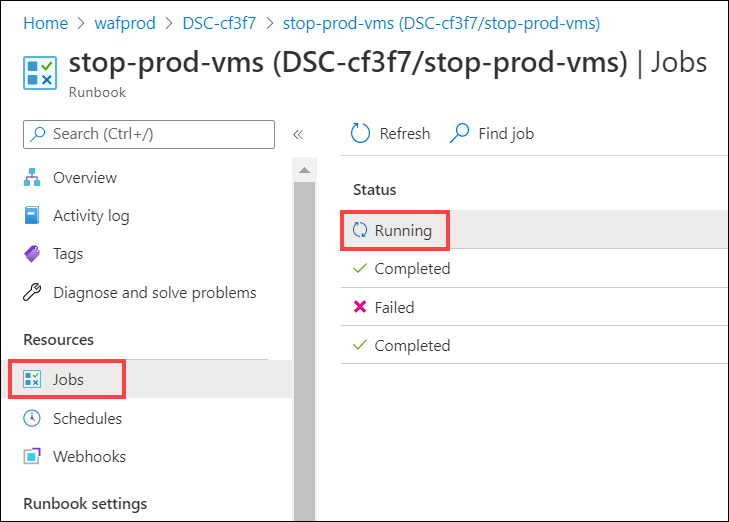 Home > wafprod > DSC-cf3f7 > stop-prod-vms (DSC-cf3f7/stop-prod-vms)
stop-prod-vms (DSC-cf3f7/stop-prod-vms) | Jobs
Runbook
Search (Ctrl+/)
«
Refresh
Find job
Overview
Activity log
Tags
Diagnose and solve problems
Resources
Jobs
Schedules
Webhooks
Runbook settings
Status
Running
Completed
Failed
Completed